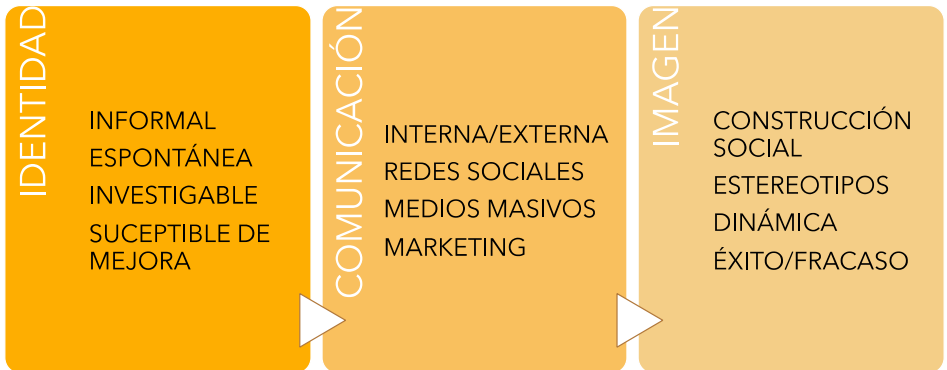 IDENTIDAD
INFORMAL
ESPONTÁNEA
INVESTIGABLE
SUCEPTIBLE DE
MEJORA
COMUNICACIÓN
INTERNA/EXTERNA
REDES SOCIALES
MEDIOS MASIVOS
MARKETING
IMAGEN
CONSTRUCCIÓN
SOCIAL
ESTEREOTIPOS
DINÁMICA
ÉXITO/FRACASO